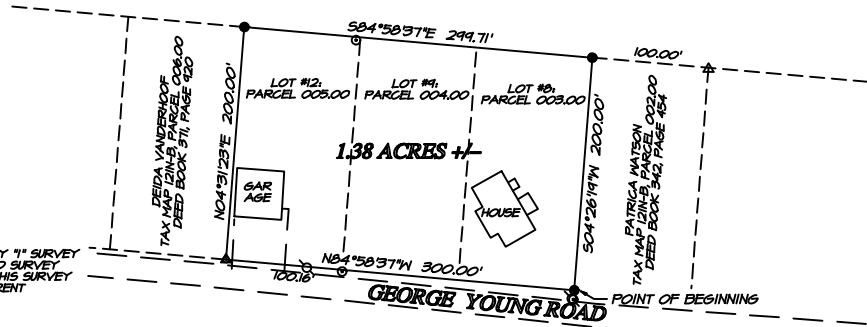 S84°58'37"E 299.71'
100.00'
DEIDA VANDERHOOF
TAX MAP 121N-B, PARCEL 006.00
DEED BOOK 371, PAGE 920
N04°31'23"E 200.00'
LOT #12:
PARCEL 005.00
LOT #9:
PARCEL 004.00
LOT #8:
PARCEL 003.00
1.38 ACRES +/-
GAR
AGE
HOUSE
S04°26'19"W 200.00'
PATRICA WATSON
TAX MAP 121N-B, PARCEL 002.00
DEED BOOK 342, PAGE 454
Y "1" SURVEY
D SURVEY
THIS SURVEY
RENT
N84°58'37"W 300.00'
100.16'
GEORGE YOUNG ROAD
POINT OF BEGINNING